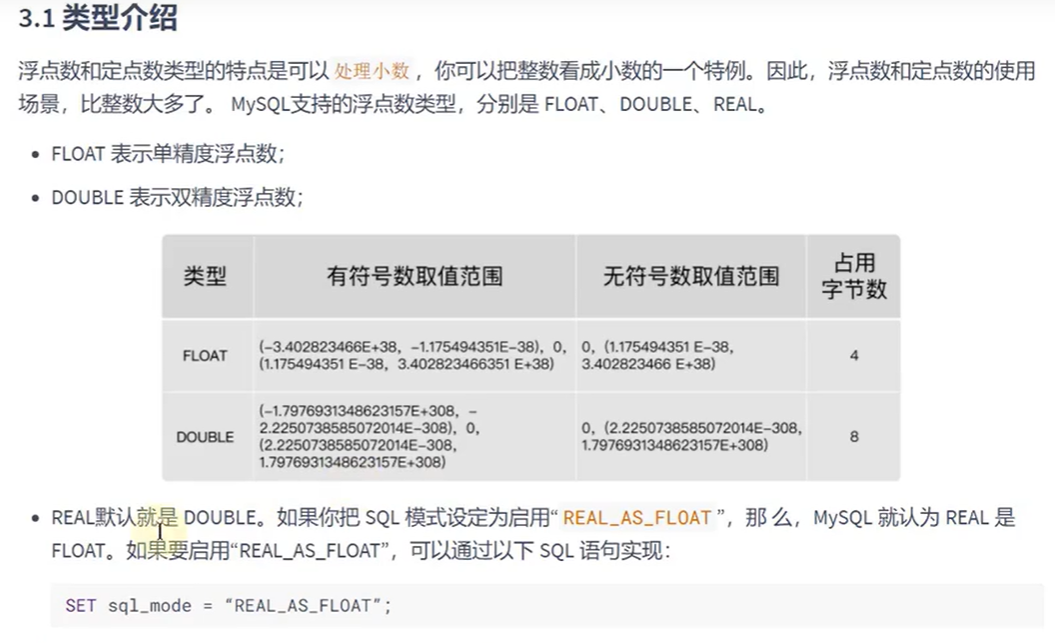 3.1 类型介绍
浮点数和定点数类型的特点是可以 处理小数 ，你可以把整数看成小数的一个特例。因此，浮点数和定点数的使用
场景，比整数大多了。 MySQL支持的浮点数类型，分别是 FLOAT、DOUBLE、REAL。
• FLOAT 表示单精度浮点数；
• DOUBLE 表示双精度浮点数；
类型 有符号数取值范围 无符号数取值范围 占用
字节数
FLOAT (-3.402823466E+38，-1.175494351E-38)，0， 0，(1.175494351 E-38， 4
(1.175494351 E-38，3.402823466351 E+38) 3.402823466 E+38)
DOUBLE (-1.7976931348623157E+308，- 0，(2.2250738585072014E-308， 8
2.2250738585072014E-308)，0， 1.7976931348623157E+308)
(2.2250738585072014E-308，
1.7976931348623157E+308)
• REAL默认就是 DOUBLE。如果你把 SQL 模式设定为启用“ REAL_AS_FLOAT ”，那 么，MySQL 就认为 REAL 是
FLOAT。如果要启用“REAL_AS_FLOAT”，可以通过以下 SQL 语句实现：
SET sql_mode = “REAL_AS_FLOAT”;